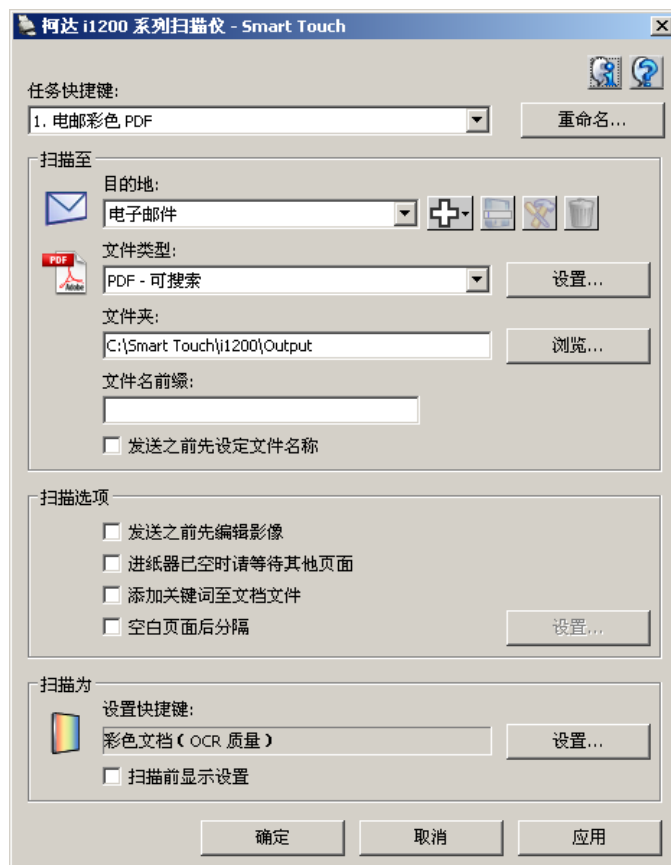 柯达 i1200 系列扫描仪 - Smart Touch
任务快捷键:
1. 电邮彩色 PDF
重命名...
扫描至
目的地:
电子邮件
文件类型:
PDF
Adobe
PDF - 可搜索
设置...
文件夹:
C:\Smart Touch\i1200\Output
浏览...
文件名前缀:
发送之前先设定文件名称
扫描选项
发送之前先编辑影像
进纸器已空时请等待其他页面
添加关键词至文档文件
空白页面后分隔
设置...
扫描为
设置快捷键:
彩色文档 ( OCR 质量 )
设置...
扫描前显示设置
确定
取消
应用